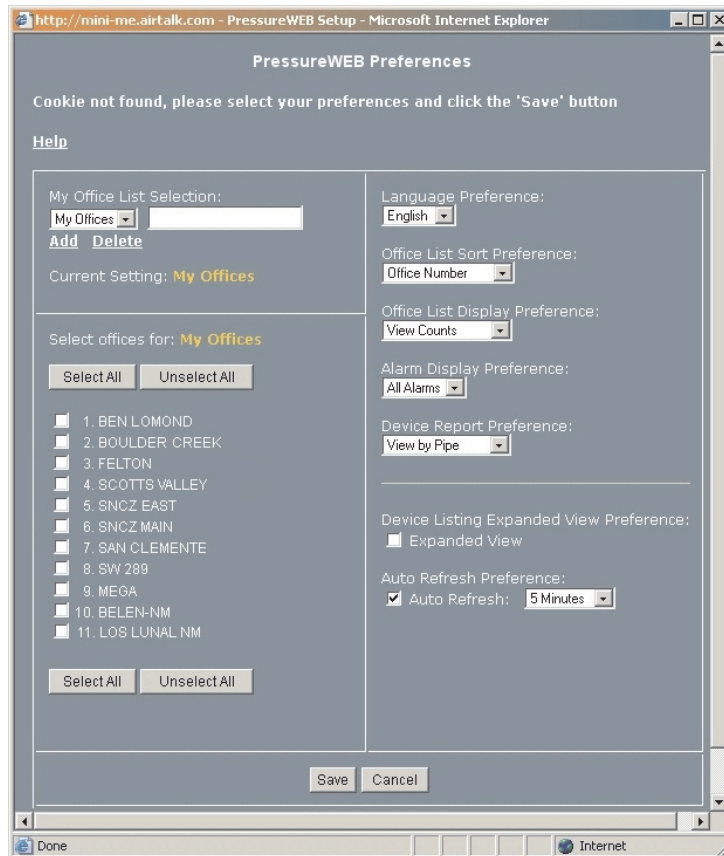 http://mini-me.airtalk.com - PressureWEB Setup - Microsoft Internet Explorer
PressureWEB Preferences
Cookie not found, please select your preferences and click the 'Save' button
Help
My Office List Selection:
My Offices
Add Delete
Current Setting: My Offices
Select offices for: My Offices
Select All Unselect All
1. BEN LOMOND
2. BOULDER CREEK
3. FELTON
4. SCOTTS VALLEY
5. SNCZ EAST
6. SNCZ MAIN
7. SAN CLEMENTE
8. SW 289
9. MEGA
10. BELEN-NM
11. LOS LUNAL NM
Select All Unselect All
Language Preference:
English
Office List Sort Preference:
Office Number
Office List Display Preference:
View Counts
Alarm Display Preference:
All Alarms
Device Report Preference:
View by Pipe
Device Listing Expanded View Preference:
Expanded View
Auto Refresh Preference:
Auto Refresh: 5 Minutes
Save Cancel
Done Internet